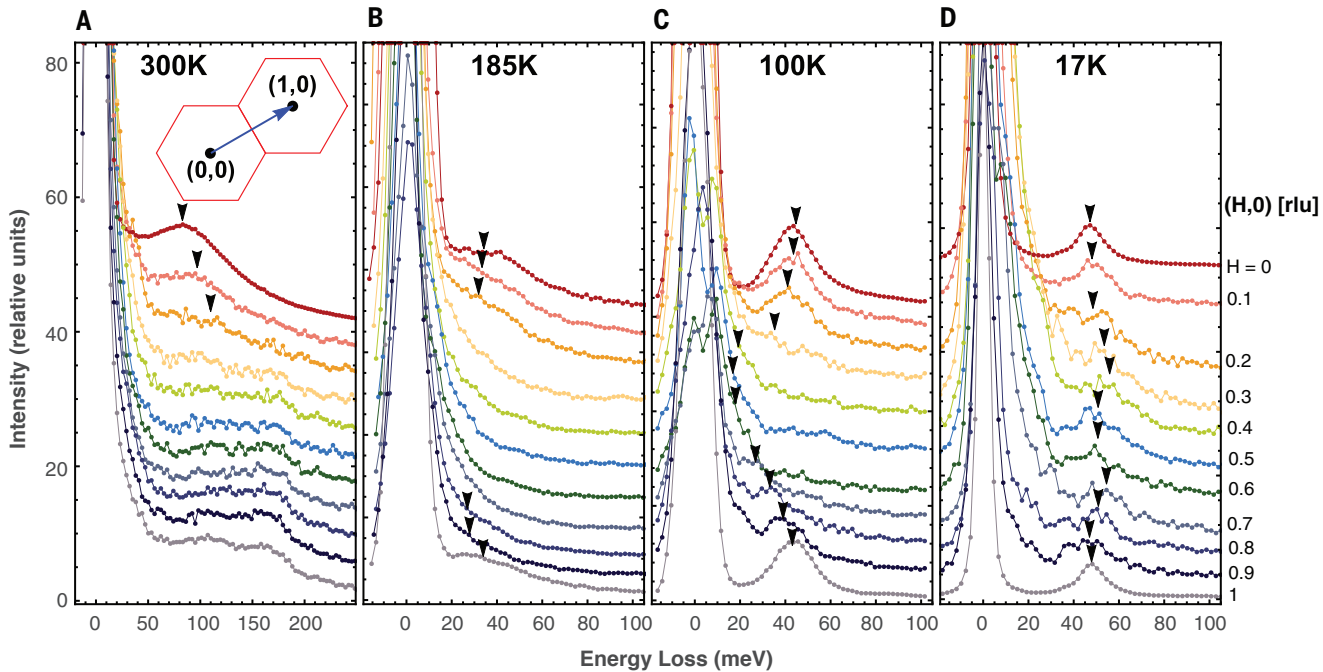 A
B
C
D
300K
185K
100K
17K
(1,0)
(0,0)
80
60
40
20
0
Intensity (relative units)
(H,0) [rlu]
H = 0
0.1
0.2
0.3
0.4
0.5
0.6
0.7
0.8
0.9
1
0 50 100 150 200
0 20 40 60 80 100
0 20 40 60 80 100
0 20 40 60 80 100
Energy Loss (meV)